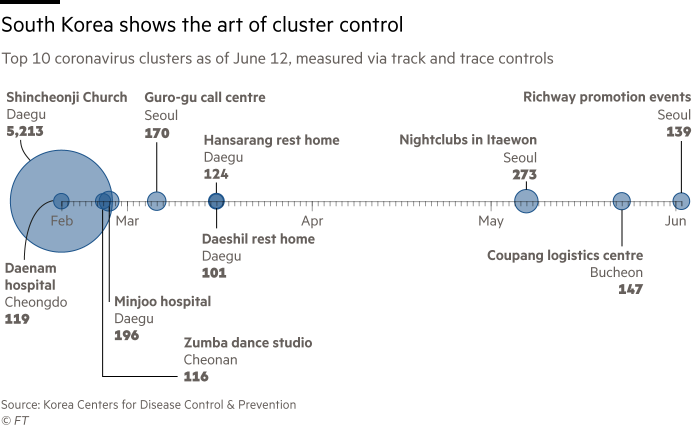 South Korea shows the art of cluster control
Top 10 coronavirus clusters as of June 12, measured via track and trace controls
Shincheonji Church
Daegu
5,213
Guro-gu call centre
Seoul
170
Hansarang rest home
Daegu
124
Nightclubs in Itaewon
Seoul
273
Richway promotion events
Seoul
139
Feb
Mar
Apr
May
Jun
Daenam
hospital
Cheongdo
119
Minjoo hospital
Daegu
196
Zumba dance studio
Cheonan
116
Daeshil rest home
Daegu
101
Coupang logistics centre
Bucheon
147
Source: Korea Centers for Disease Control & Prevention
© FT